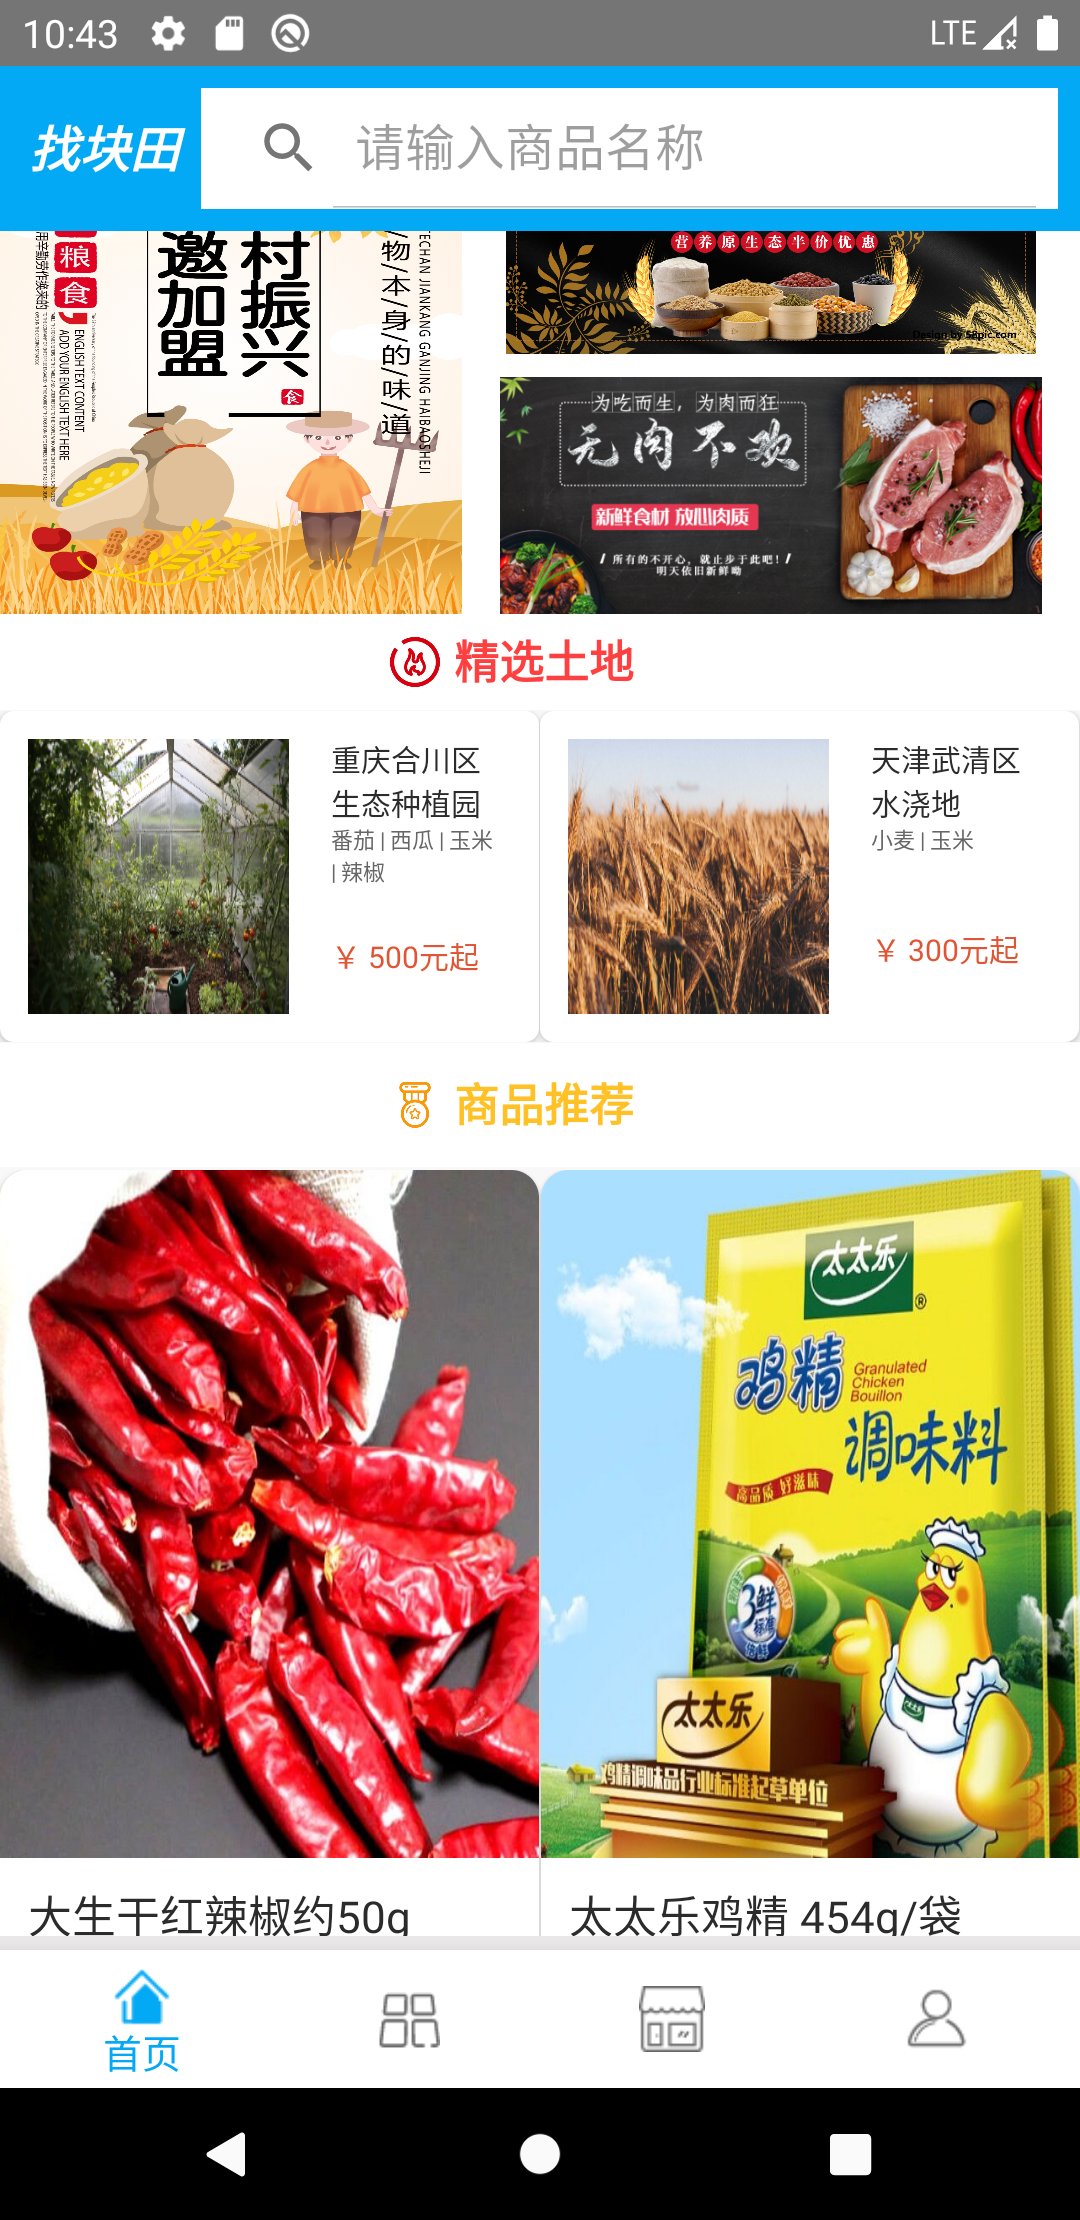 10:43
LTE
找块田
请输入商品名称
粮
食
邀加盟
村振兴
食
物/本/身/的/味/道
TECHAN JIANKANG GANJING HAIBAOSHEJI
ENGLISH TEXT CONTENT
ADD YOUR ENGLISH TEXT HERE
营养原生态半价优惠
Design by 58pic.com
为吃而生，为肉而狂
无肉不欢
新鲜食材 放心肉质
/ 所有的不开心，就止步于此吧! /
明天依旧新鲜呦
精选土地
重庆合川区
生态种植园
番茄 | 西瓜 | 玉米
| 辣椒
￥ 500元起
天津武清区
水浇地
小麦 | 玉米
￥ 300元起
商品推荐
太太乐
®
鸡精
Granulated
Chicken
Bouillon
调味料
高品质 好滋味
3鲜
标准
太太乐
鸡精调味品行业标准起草单位
大生干红辣椒约50g
太太乐鸡精 454g/袋
首页